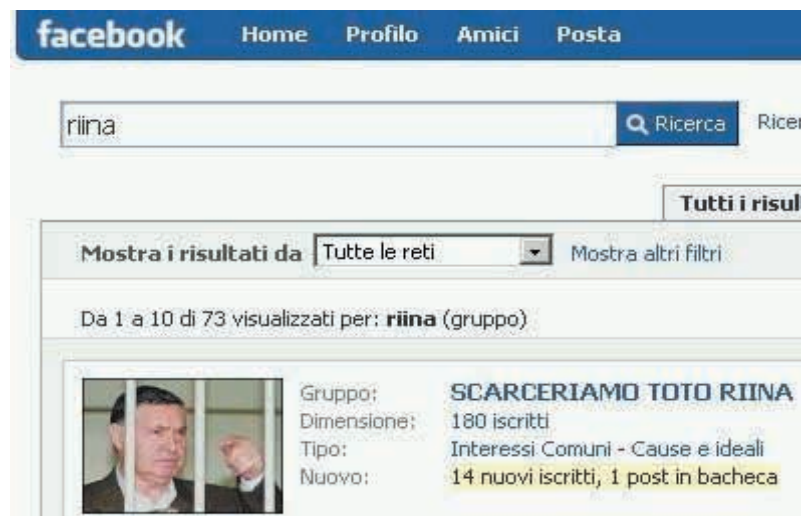 facebook Home Profilo Amici Posta
riina Ricerca
Tutti i
Mostra i risultati da Tutte le reti Mostra altri filtri
Da 1 a 10 di 73 visualizzati per: riina (gruppo)
Gruppo: SCARCERIAMO TOTO RIINA
Dimensione: 180 iscritti
Tipo: Interessi Comuni - Cause e ideali
Nuovo: 14 nuovi iscritti, 1 post in bacheca